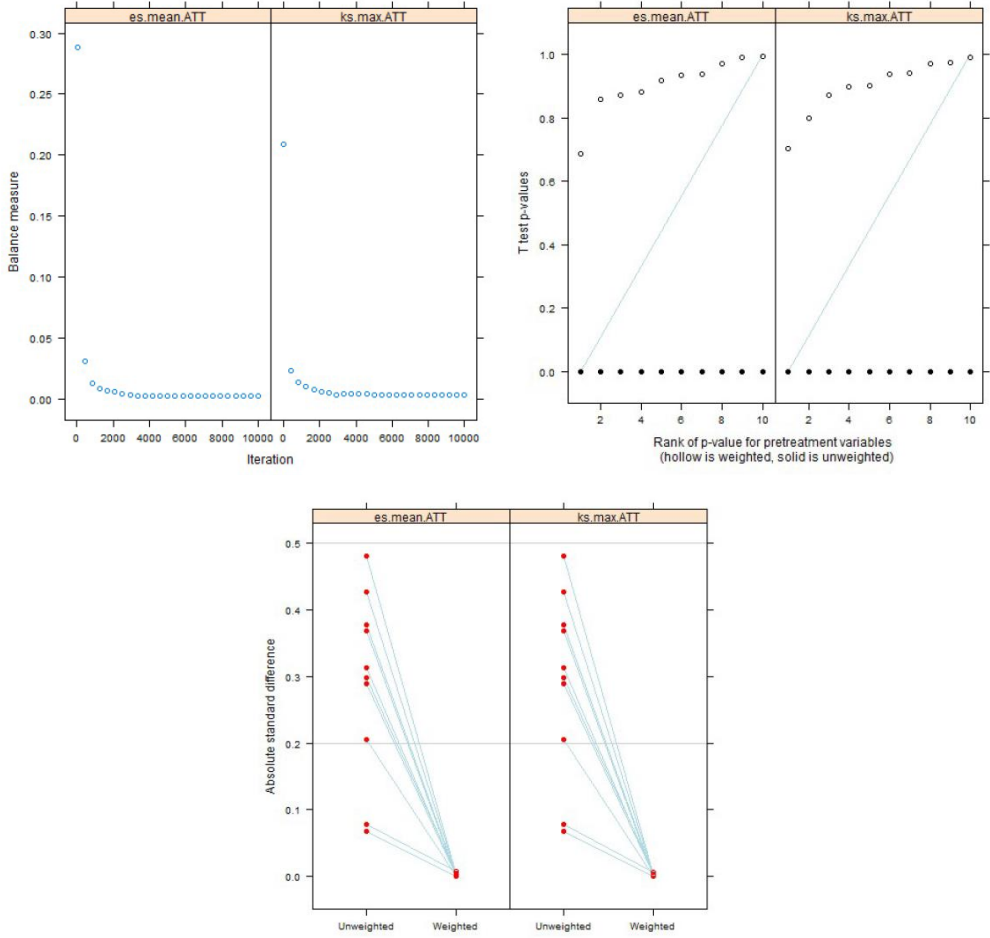 es.mean.ATT
ks.max.ATT
0.30
0.25
0.20
0.15
0.10
0.05
0.00
Balance measure
0 2000 4000 6000 8000 10000
0 2000 4000 6000 8000 10000
Iteration
2 4 6 8 10
es.mean.ATT
ks.max.ATT
1.0
0.8
0.6
0.4
0.2
0.0
T test p-values
2 4 6 8 10
2 4 6 8 10
Rank of p-value for pretreatment variables
(hollow is weighted, solid is unweighted)
es.mean.ATT
ks.max.ATT
0.5
0.4
0.3
0.2
0.1
0.0
Absolute standard difference
Unweighted Weighted
Unweighted Weighted